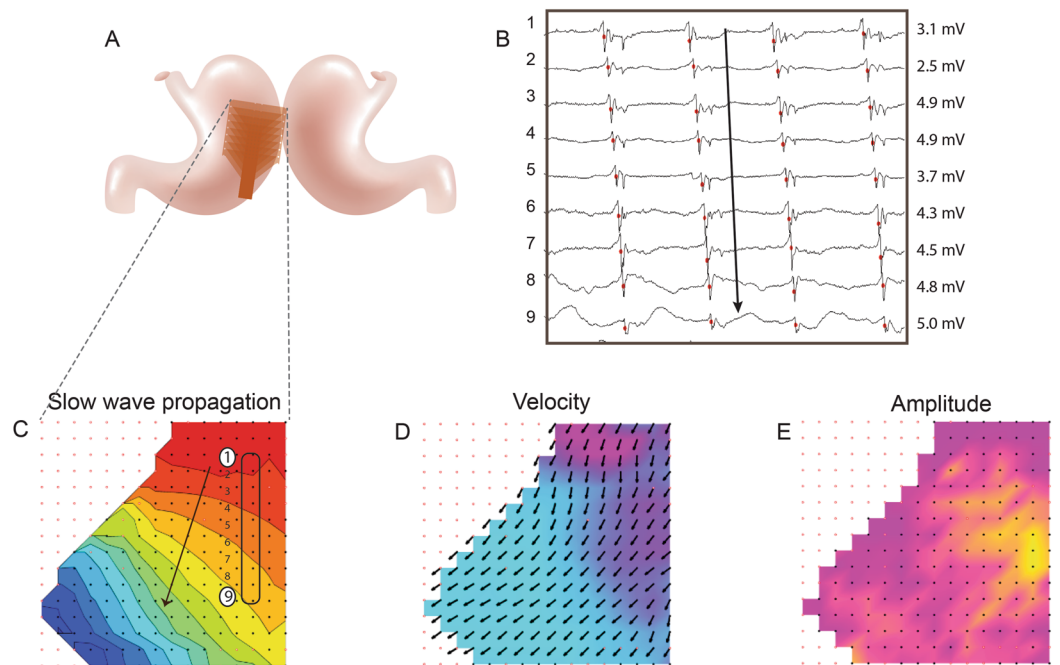 A
B
1
3.1 mV
2
2.5 mV
3
4.9 mV
4
4.9 mV
5
3.7 mV
6
4.3 mV
7
4.5 mV
8
4.8 mV
9
5.0 mV
C
Slow wave propagation
1
2
3
4
5
6
7
8
9
D
Velocity
E
Amplitude